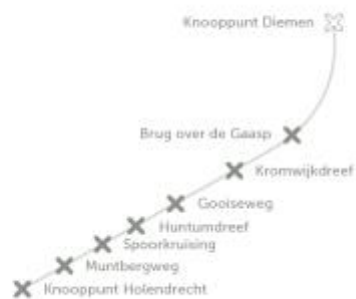 Knooppunt Diemen
Brug over de Gaasp
Kromwijkdreef
Gooiseweg
Huntumdreef
Spoorkruising
Muntbergweg
Knooppunt Holendrecht